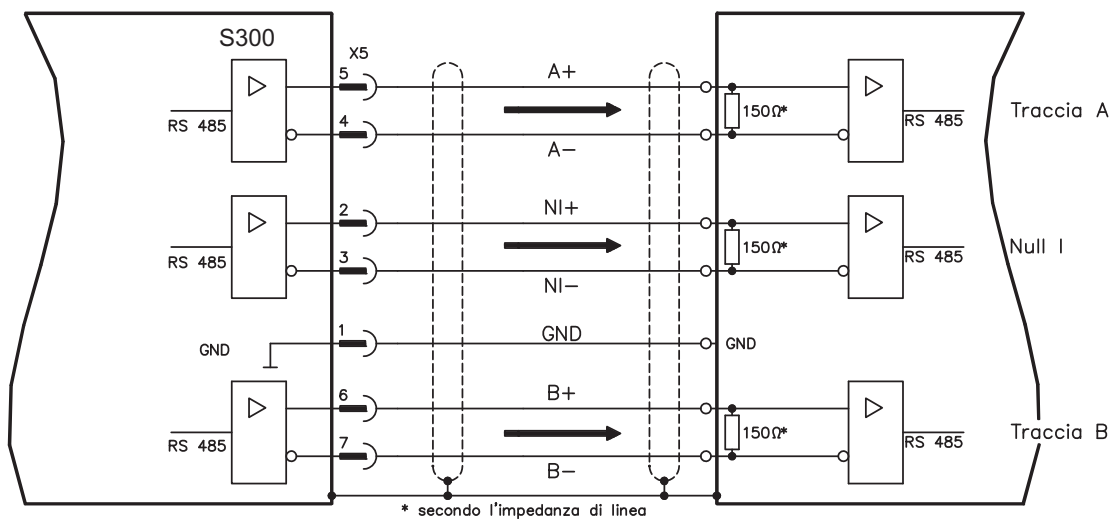 S300
X5
5
A+
RS 485
150Ω*
RS 485
Traccia A
4
A-
2
NI+
RS 485
150Ω*
RS 485
Null I
3
NI-
1
GND
GND
GND
6
B+
RS 485
150Ω*
RS 485
Traccia B
7
B-
* secondo l'impedanza di linea